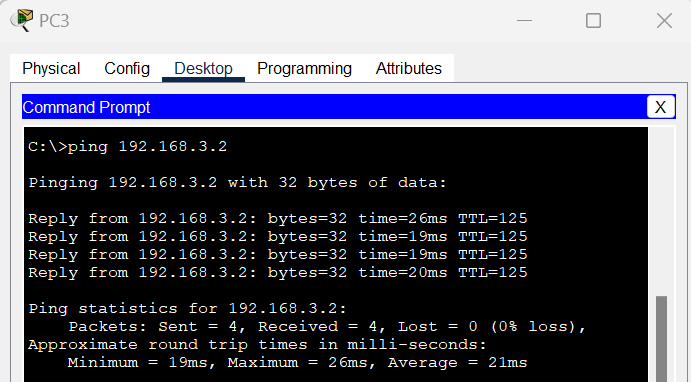 PC3
Physical Config Desktop Programming Attributes
Command Prompt X
C:\>ping 192.168.3.2
Pinging 192.168.3.2 with 32 bytes of data:
Reply from 192.168.3.2: bytes=32 time=26ms TTL=125
Reply from 192.168.3.2: bytes=32 time=19ms TTL=125
Reply from 192.168.3.2: bytes=32 time=19ms TTL=125
Reply from 192.168.3.2: bytes=32 time=20ms TTL=125
Ping statistics for 192.168.3.2:
    Packets: Sent = 4, Received = 4, Lost = 0 (0% loss),
Approximate round trip times in milli-seconds:
    Minimum = 19ms, Maximum = 26ms, Average = 21ms